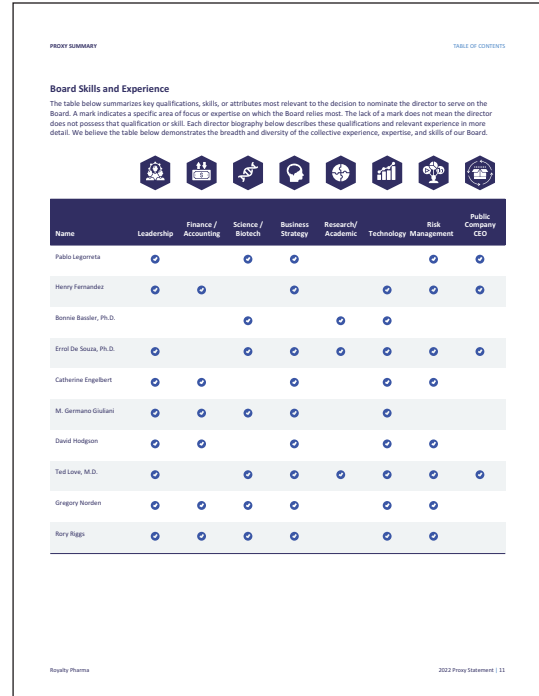 PROXY SUMMARY
TABLE OF CONTENTS
Board Skills and Experience
The table below summarizes key qualifications, skills, or attributes most relevant to the decision to nominate the director to serve on the
Board. A mark indicates a specific area of focus or expertise on which the Board relies most. The lack of a mark does not mean the director
does not possess that qualification or skill. Each director biography below describes these qualifications and relevant experience in more
detail. We believe the table below demonstrates the breadth and diversity of the collective experience, expertise, and skills of our Board.
Name
Leadership
Finance /
Accounting
Science /
Biotech
Business
Strategy
Research/
Academic
Technology
Risk
Management
Public
Company
CEO
Pablo Legorreta
Henry Fernandez
Bonnie Bassler, Ph.D.
Errol De Souza, Ph.D.
Catherine Engelbert
M. Germano Giuliani
David Hodgson
Ted Love, M.D.
Gregory Norden
Rory Riggs
Royalty Pharma
2022 Proxy Statement | 11